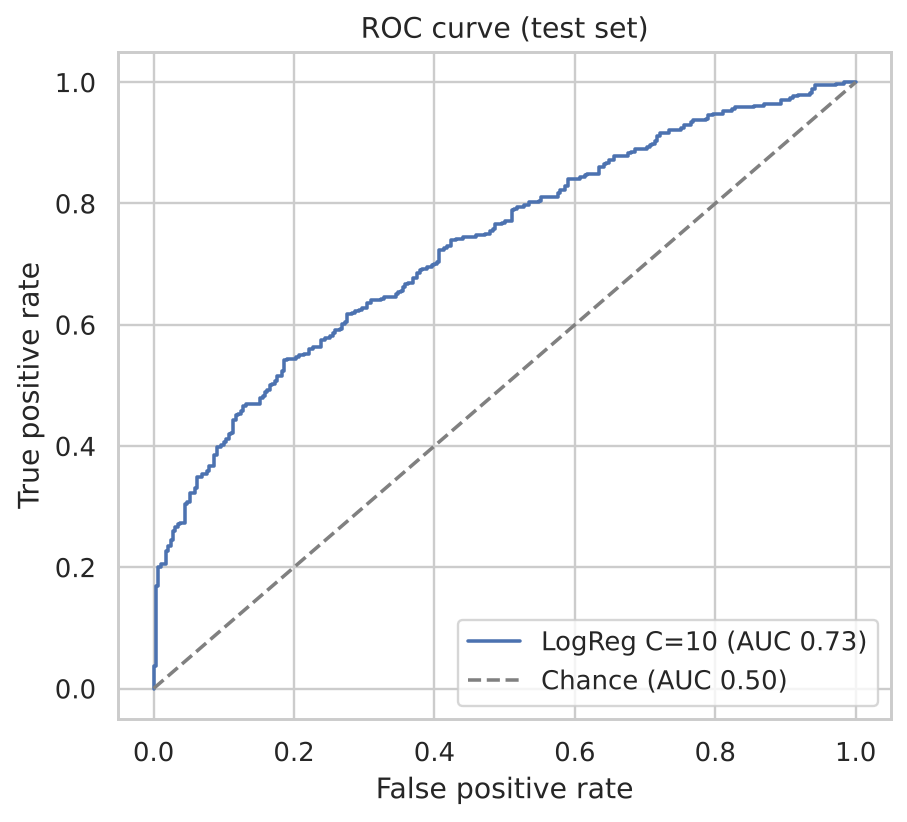 ROC curve (test set)
True positive rate
1.0
0.8
0.6
0.4
0.2
0.0
LogReg C=10 (AUC 0.73)
Chance (AUC 0.50)
0.0 0.2 0.4 0.6 0.8 1.0
False positive rate